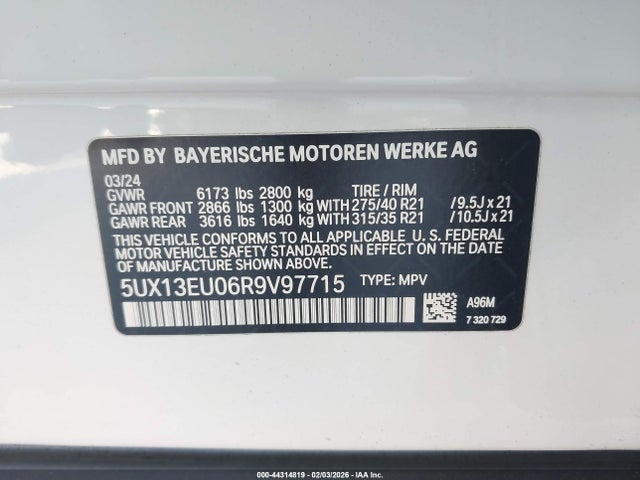 MFD BY BAYERISCHE MOTOREN WERKE AG
03/24
GVWR 6173 lbs 2800 kg TIRE / RIM
GAWR FRONT 2866 lbs 1300 kg WITH 275/40 R21 /9.5J x 21
GAWR REAR 3616 lbs 1640 kg WITH 315/35 R21 /10.5J x 21
THIS VEHICLE CONFORMS TO ALL APPLICABLE U. S. FEDERAL
MOTOR VEHICLE SAFETY STANDARDS IN EFFECT ON THE DATE
OF MANUFACTURE SHOWN ABOVE.
5UX13EU06R9V97715 TYPE: MPV
A96M
7 320 729
000-44314819 - 02/03/2026 - IAA Inc.